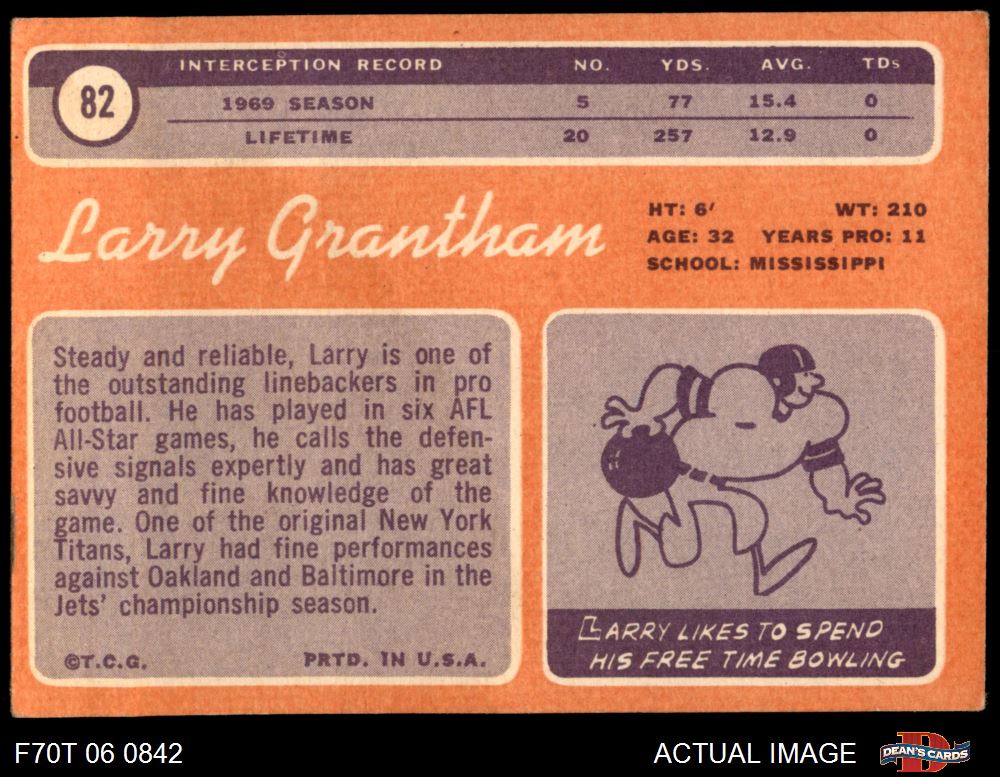 82
INTERCEPTION RECORD NO. YDS. AVG. TDs
1969 SEASON 5 77 15.4 0
LIFETIME 20 257 12.9 0
Larry Grantham
HT: 6' WT: 210
AGE: 32 YEARS PRO: 11
SCHOOL: MISSISSIPPI
Steady and reliable, Larry is one of
the outstanding linebackers in pro
football. He has played in six AFL
All-Star games, he calls the defen-
sive signals expertly and has great
savvy and fine knowledge of the
game. One of the original New York
Titans, Larry had fine performances
against Oakland and Baltimore in the
Jets' championship season.
©T.C.G. PRTD. IN U.S.A.
LARRY LIKES TO SPEND
HIS FREE TIME BOWLING
F70T 06 0842 ACTUAL IMAGE DEAN'S CARDS